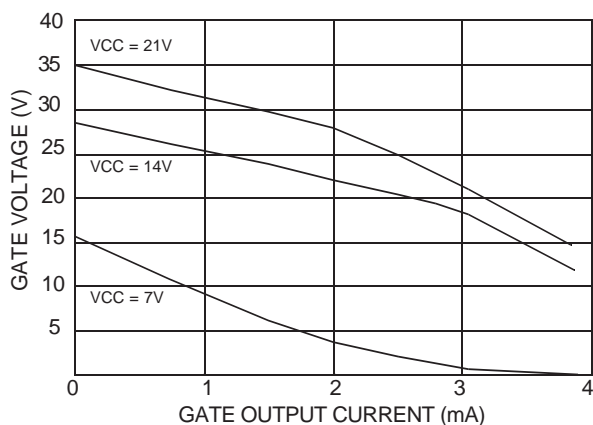 40
VCC = 21V
35
30
25
VCC = 14V
20
15
10
VCC = 7V
5
0 1 2 3 4
GATE VOLTAGE (V)
GATE OUTPUT CURRENT (mA)